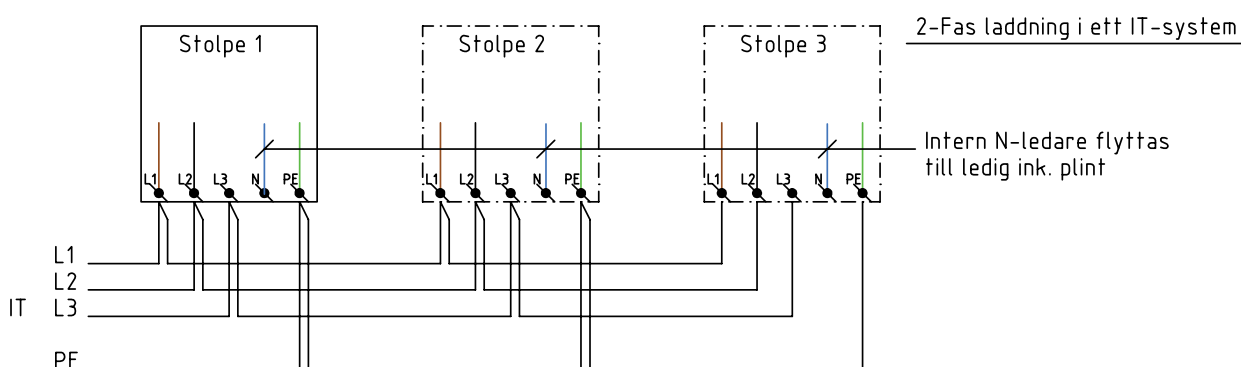 Stolpe 1
Stolpe 2
Stolpe 3
2-Fas laddning i ett IT-system
Intern N-ledare flyttas
till ledig ink. plint
L1 L2 L3 N PE
L1 L2 L3 N PE
L1 L2 L3 N PE
L1
L2
IT L3
PE